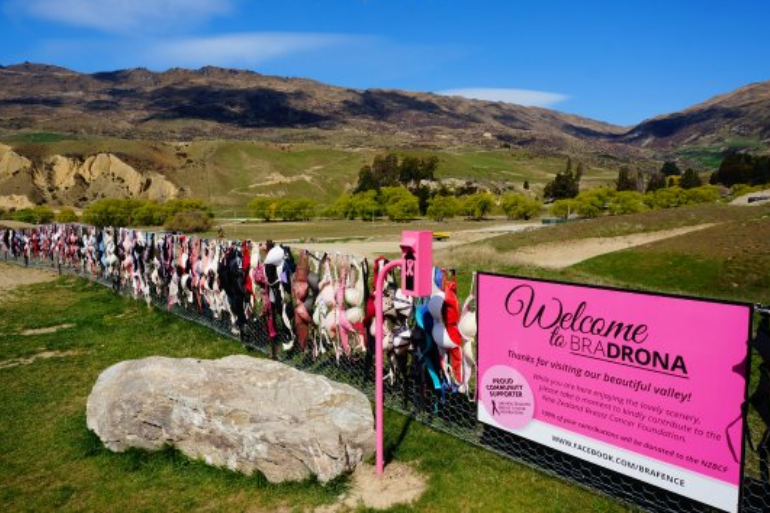 Welcome
to BRADRONA
Thanks for visiting our beautiful valley!
PROUD
COMMUNITY
SUPPORTER
While you are here enjoying the lovely scenery,
please take a moment to kindly contribute to the
New Zealand Breast Cancer Foundation.
100% of your contributions will be donated to the NZBCF
WWW.FACEBOOK.COM/BRAFENCE